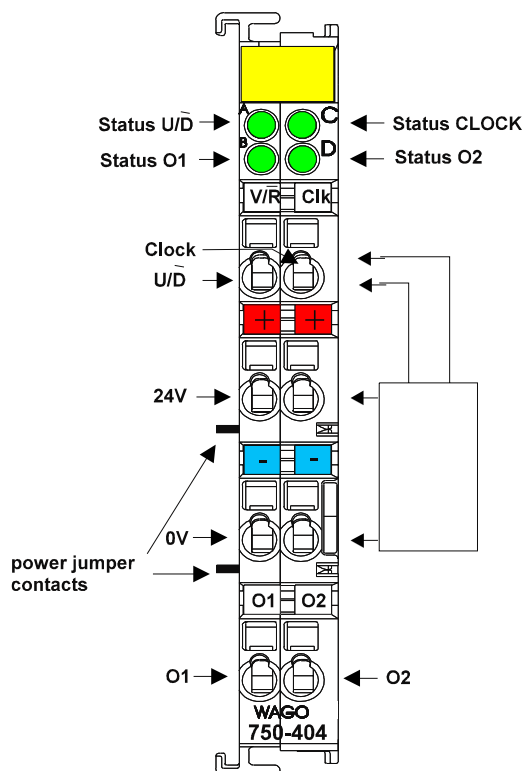 A
C
Status U/D̅
Status CLOCK
B
D
Status O1
Status O2
V/R̅ Clk
Clock
U/D̅
+ +
24V
- -
0V
power jumper
contacts
O1 O2
O1
O2
WAGO
750-404